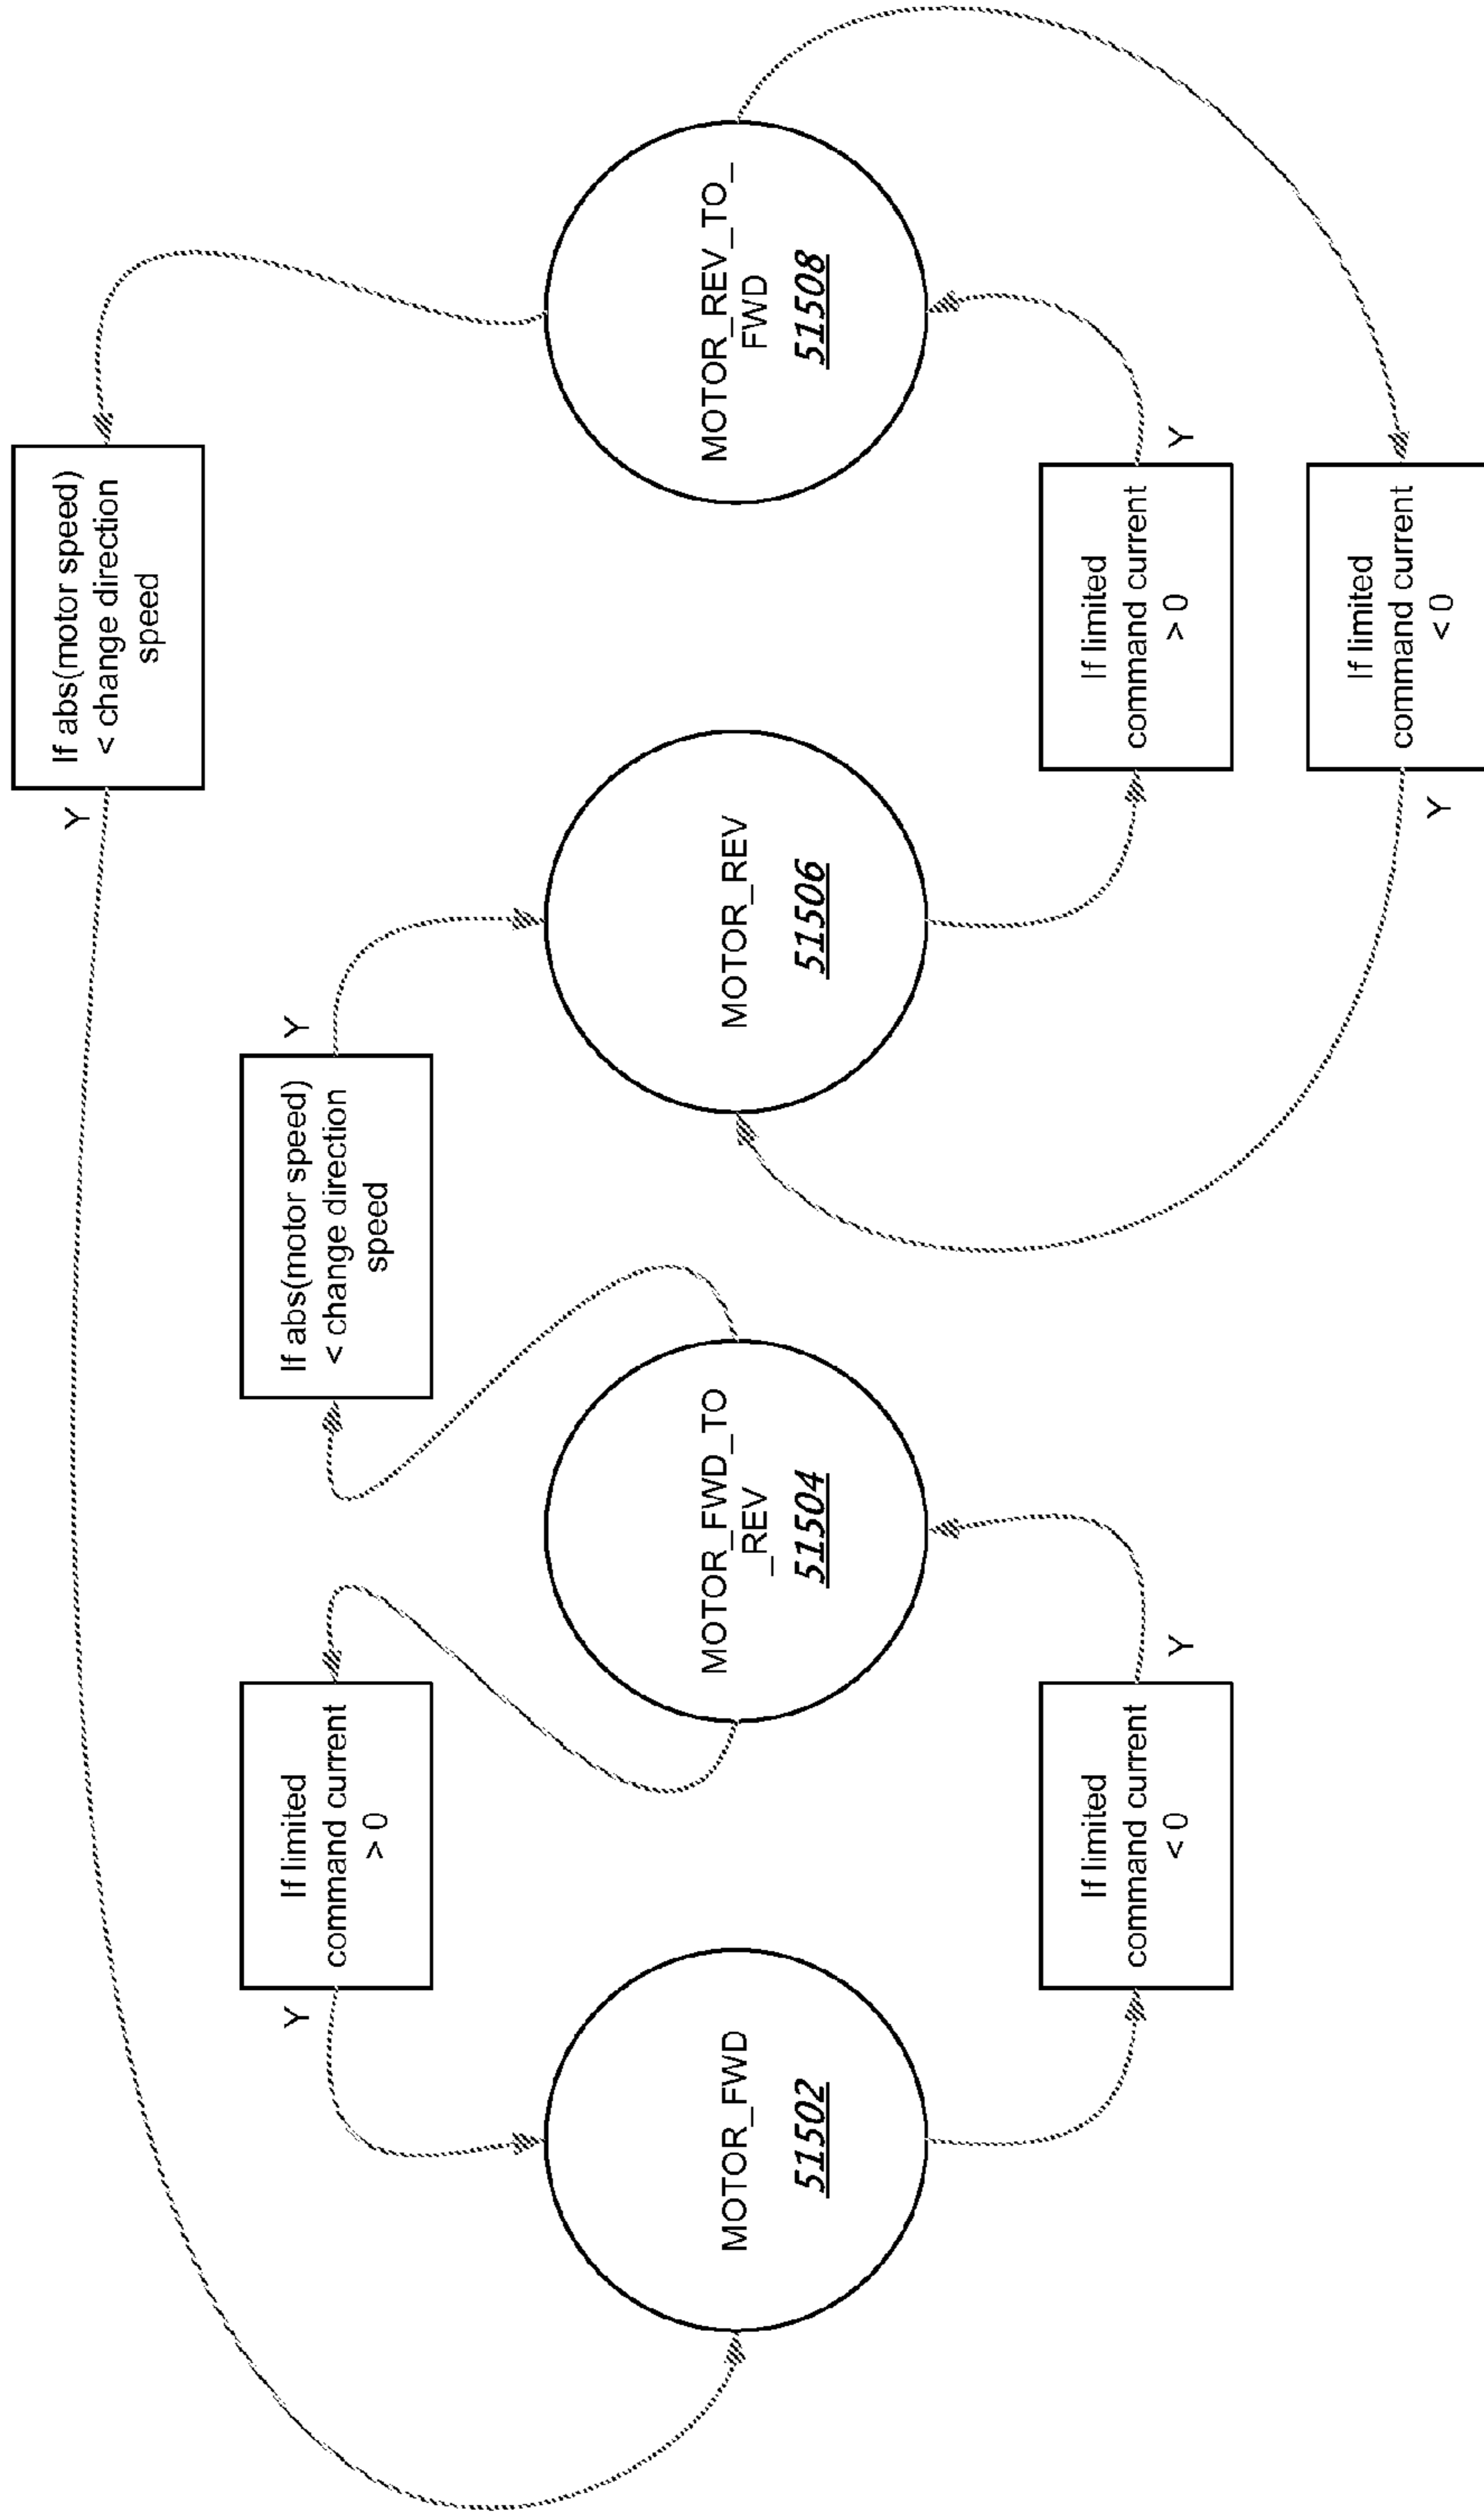 If abs(motor speed)
< change direction
speed
Y
If limited
command current
> 0
Y
If abs(motor speed)
< change direction
speed
Y
MOTOR_FWD
51502
MOTOR_FWD_TO
_REV
51504
MOTOR_REV
51506
MOTOR_REV_TO_
FWD
51508
If limited
command current
< 0
Y
If limited
command current
> 0
Y
If limited
command current
< 0
Y